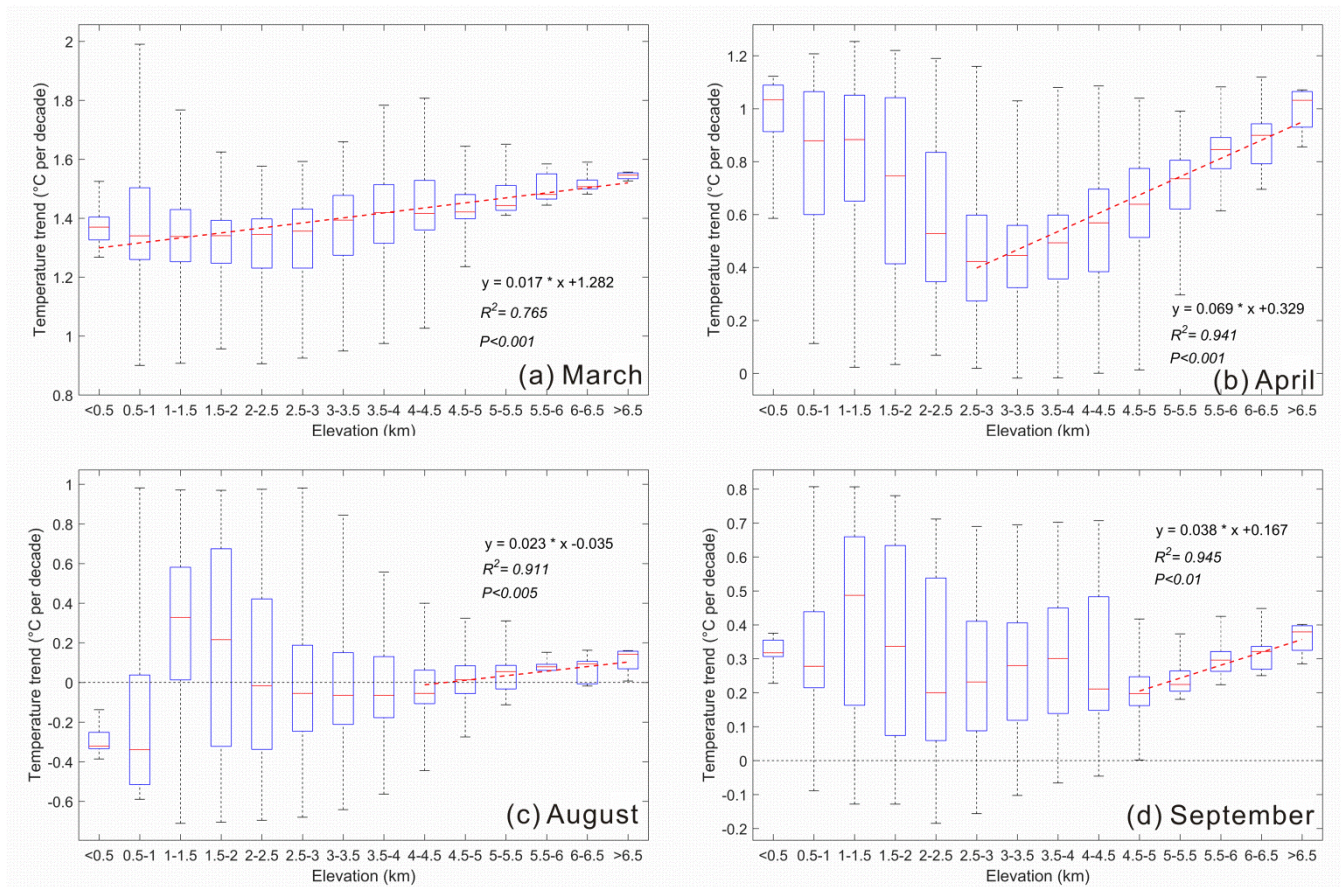 Temperature trend (°C per decade)
2
1.8
1.6
1.4
1.2
1
0.8
y = 0.017 * x +1.282
R²= 0.765
P<0.001
(a) March
<0.5 0.5-1 1-1.5 1.5-2 2-2.5 2.5-3 3-3.5 3.5-4 4-4.5 4.5-5 5-5.5 5.5-6 6-6.5 >6.5
Elevation (km)
Temperature trend (°C per decade)
1.2
1
0.8
0.6
0.4
0.2
0
y = 0.069 * x +0.329
R²= 0.941
P<0.001
(b) April
<0.5 0.5-1 1-1.5 1.5-2 2-2.5 2.5-3 3-3.5 3.5-4 4-4.5 4.5-5 5-5.5 5.5-6 6-6.5 >6.5
Elevation (km)
Temperature trend (°C per decade)
1
0.8
0.6
0.4
0.2
0
-0.2
-0.4
-0.6
y = 0.023 * x -0.035
R²= 0.911
P<0.005
(c) August
<0.5 0.5-1 1-1.5 1.5-2 2-2.5 2.5-3 3-3.5 3.5-4 4-4.5 4.5-5 5-5.5 5.5-6 6-6.5 >6.5
Elevation (km)
Temperature trend (°C per decade)
0.8
0.7
0.6
0.5
0.4
0.3
0.2
0.1
0
-0.1
-0.2
y = 0.038 * x +0.167
R²= 0.945
P<0.01
(d) September
<0.5 0.5-1 1-1.5 1.5-2 2-2.5 2.5-3 3-3.5 3.5-4 4-4.5 4.5-5 5-5.5 5.5-6 6-6.5 >6.5
Elevation (km)